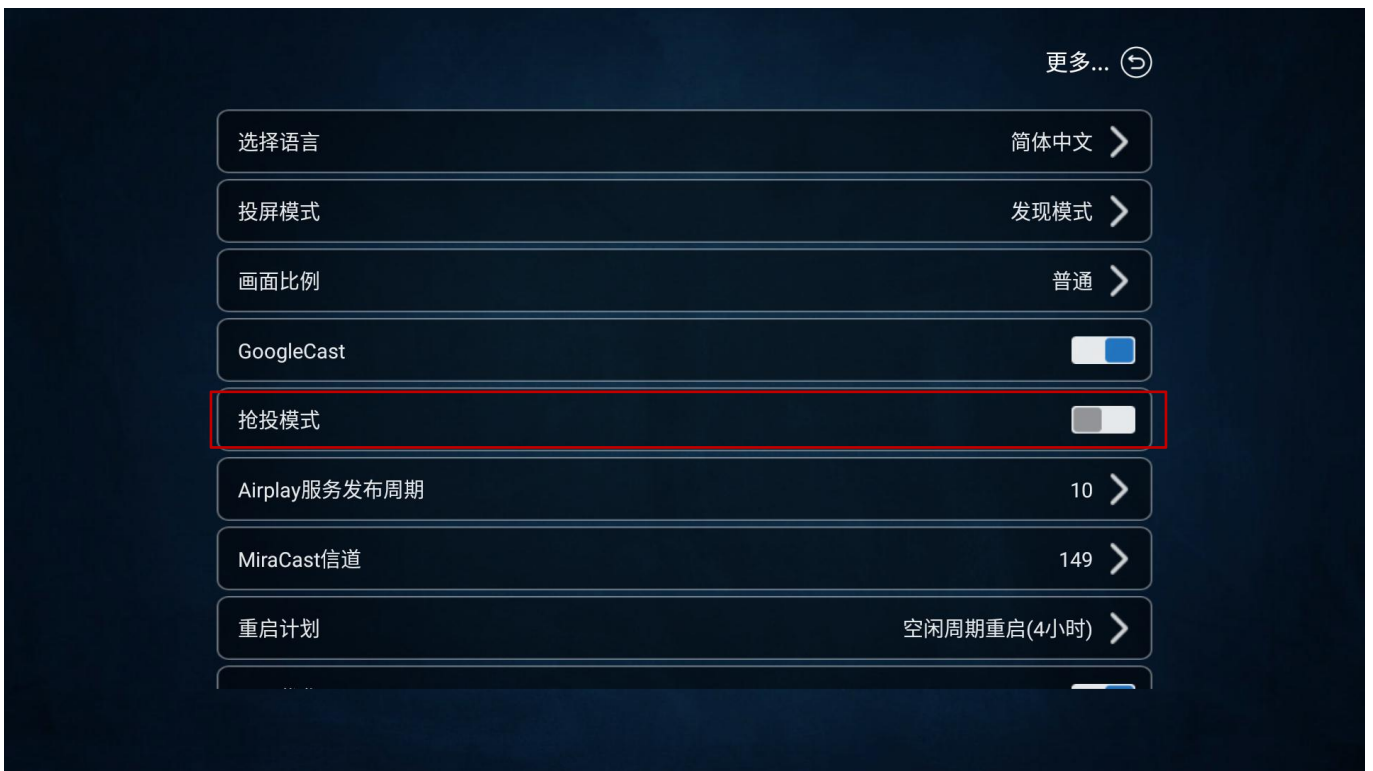 更多...
选择语言 简体中文
投屏模式 发现模式
画面比例 普通
GoogleCast
抢投模式
Airplay服务发布周期 10
MiraCast信道 149
重启计划 空闲周期重启(4小时)